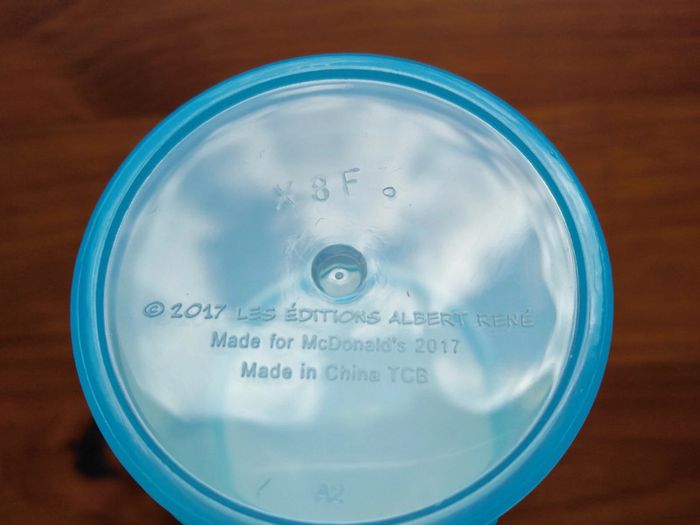 X8F
© 2017 LES ÉDITIONS ALBERT RENÉ
Made for McDonald's 2017
Made in China TCB
A2